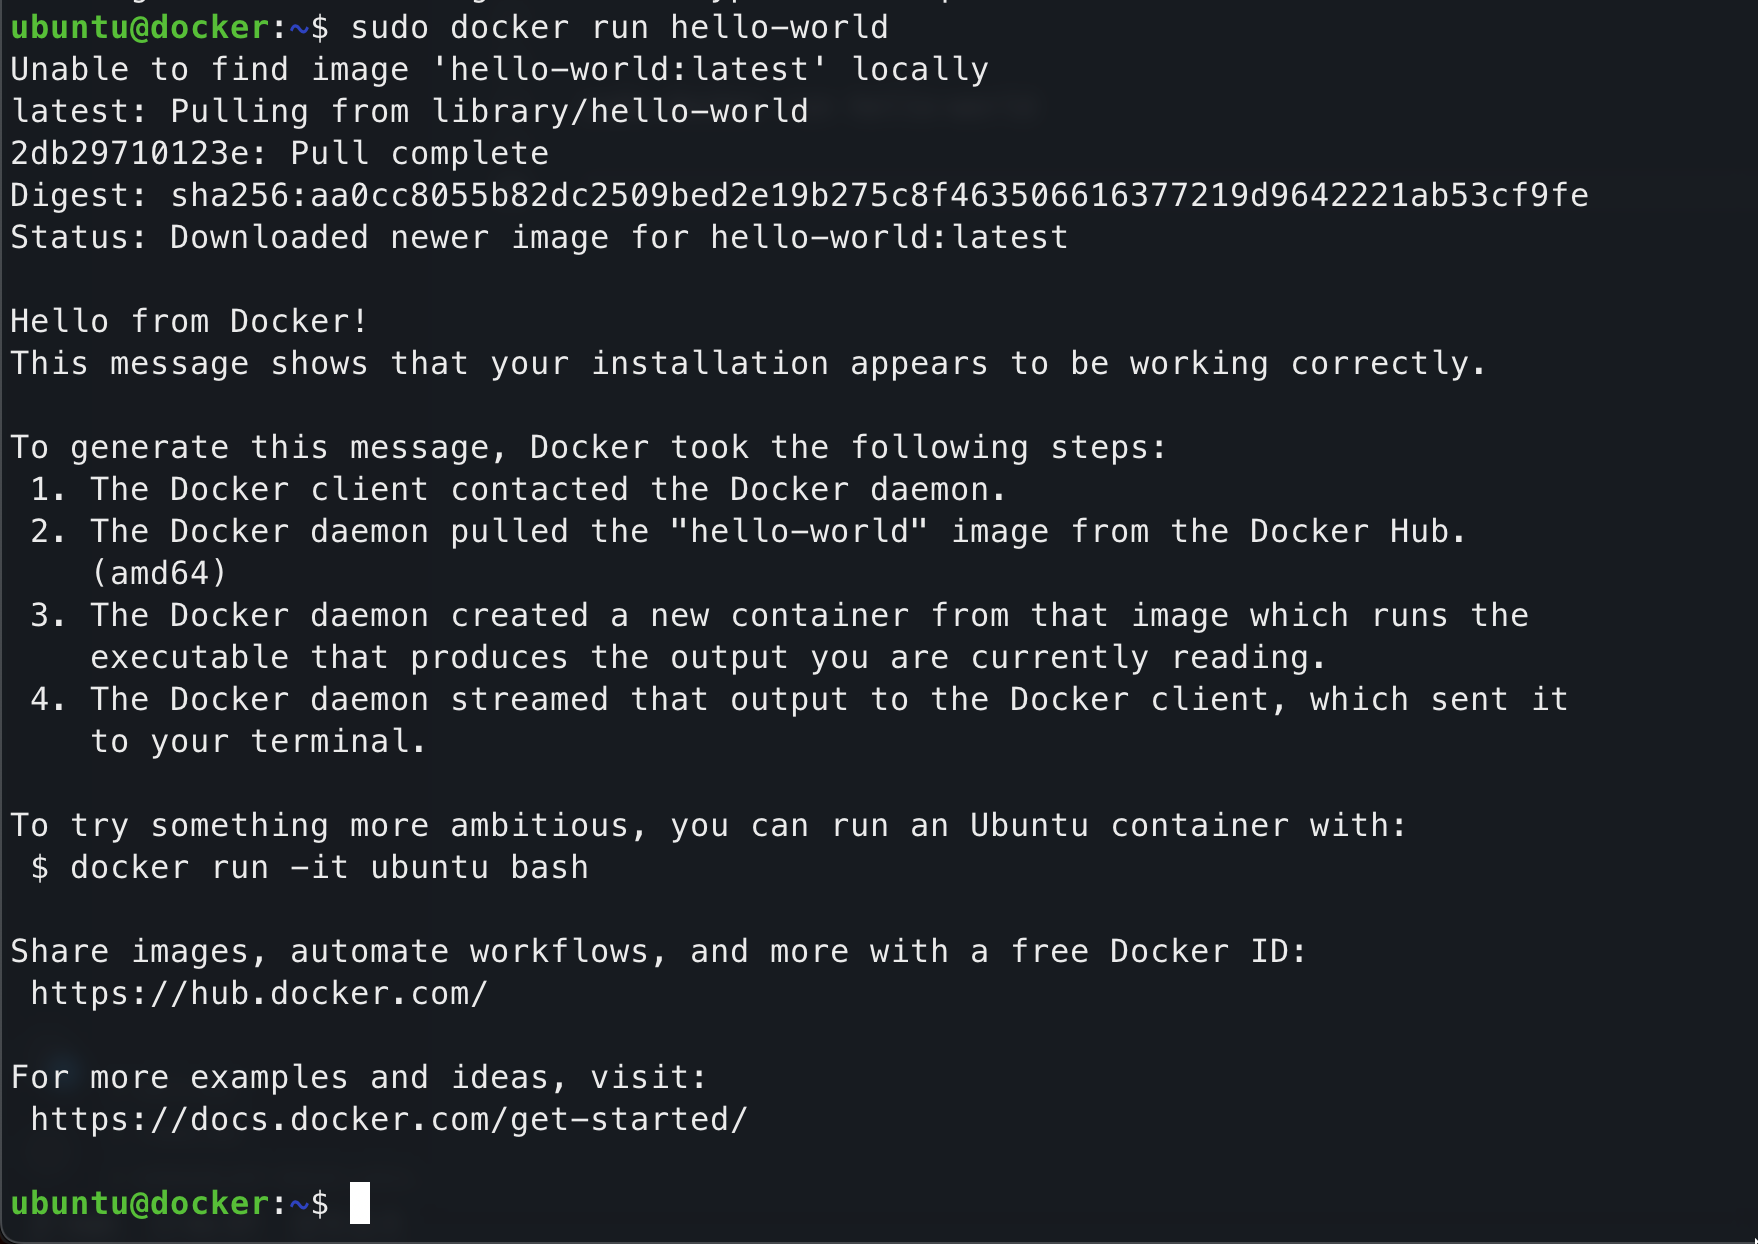 ubuntu@docker:~$ sudo docker run hello-world
Unable to find image 'hello-world:latest' locally
latest: Pulling from library/hello-world
2db29710123e: Pull complete
Digest: sha256:aa0cc8055b82dc2509bed2e19b275c8f463506616377219d9642221ab53cf9fe
Status: Downloaded newer image for hello-world:latest

Hello from Docker!
This message shows that your installation appears to be working correctly.

To generate this message, Docker took the following steps:
 1. The Docker client contacted the Docker daemon.
 2. The Docker daemon pulled the "hello-world" image from the Docker Hub.
    (amd64)
 3. The Docker daemon created a new container from that image which runs the
    executable that produces the output you are currently reading.
 4. The Docker daemon streamed that output to the Docker client, which sent it
    to your terminal.

To try something more ambitious, you can run an Ubuntu container with:
 $ docker run -it ubuntu bash

Share images, automate workflows, and more with a free Docker ID:
 https://hub.docker.com/

For more examples and ideas, visit:
 https://docs.docker.com/get-started/

ubuntu@docker:~$